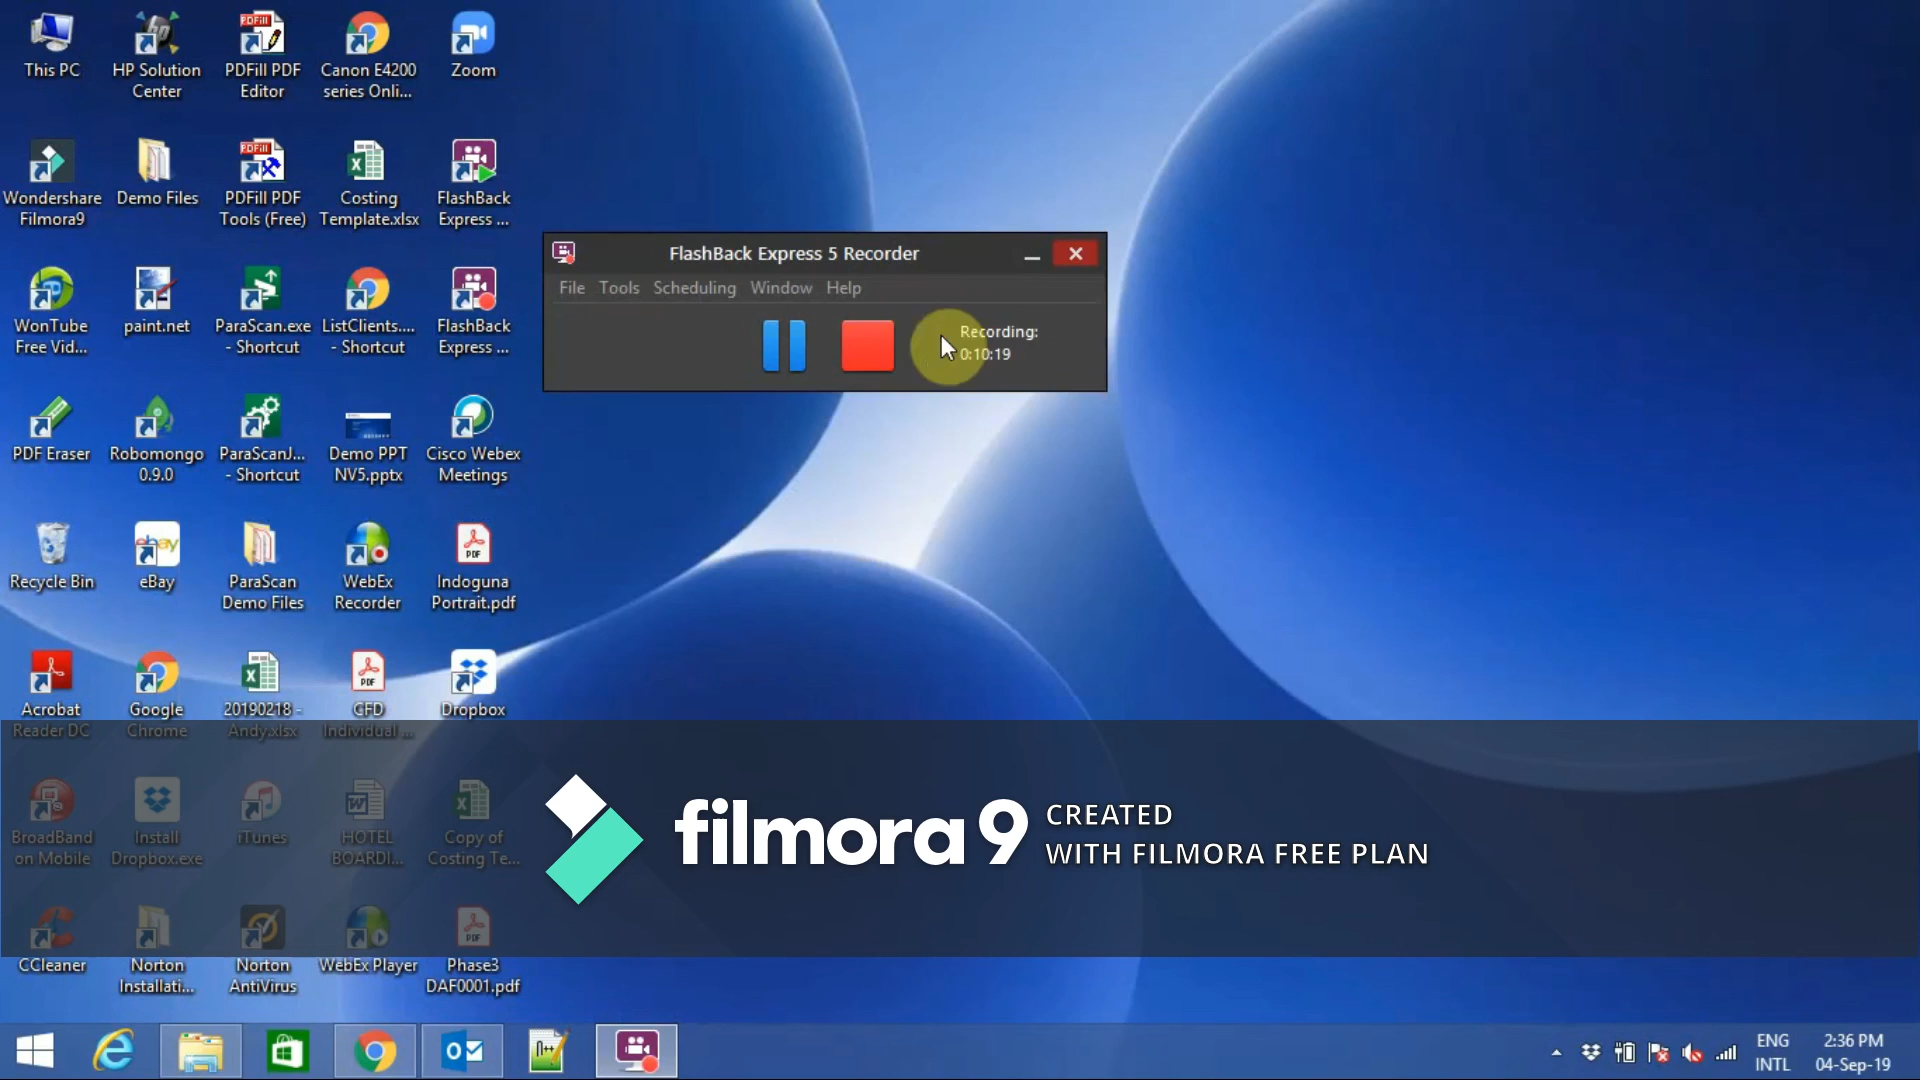 This PC
HP Solution
Center
PDFill PDF
Editor
Canon E4200
series Onli...
Zoom
Wondershare
Filmora9
Demo Files
PDFill PDF
Tools (Free)
Costing
Template.xlsx
FlashBack
Express ...
WonTube
Free Vid...
paint.net
ParaScan.exe
- Shortcut
ListClients....
- Shortcut
FlashBack
Express ...
PDF Eraser
Robomongo
0.9.0
ParaScanJ...
- Shortcut
Demo PPT
NV5.pptx
Cisco Webex
Meetings
Recycle Bin
eBay
ParaScan
Demo Files
WebEx
Recorder
Indoguna
Portrait.pdf
Acrobat
Reader DC
Google
Chrome
20190218 -
Andy.xlsx
CFD
Individual ...
Dropbox
BroadBand
on Mobile
Install
Dropbox.exe
iTunes
HOTEL
BOARDI...
Copy of
Costing Te...
CCleaner
Norton
Installati...
Norton
AntiVirus
WebEx Player
Phase3
DAF0001.pdf
FlashBack Express 5 Recorder
File Tools Scheduling Window Help
Recording:
0:10:19
filmora9
CREATED
WITH FILMORA FREE PLAN
ENG
INTL
2:36 PM
04-Sep-19